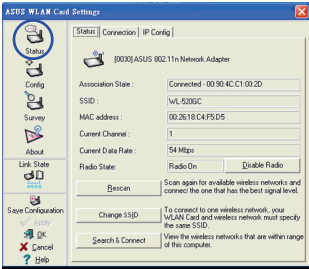 ASUS WLAN Card Settings
Status
Config
Survey
About
Link State
Save Configuration
Apply
OK
Cancel
Help
Status Connection IP Config
[0030] ASUS 802.11n Network Adapter
Association State : Connected - 00:90:4C:C1:00:2D
SSID : WL-520GC
MAC address : 00:26:18:C4:F5:D5
Current Channel : 1
Current Data Rate : 54 Mbps
Radio State: Radio On Disable Radio
Rescan
Scan again for available wireless networks and
connect the one that has the best signal level.
Change SSID
To connect to one wireless network, your
WLAN Card and wireless network must specify
the same SSID.
Search & Connect
View the wireless networks that are within range
of this computer.